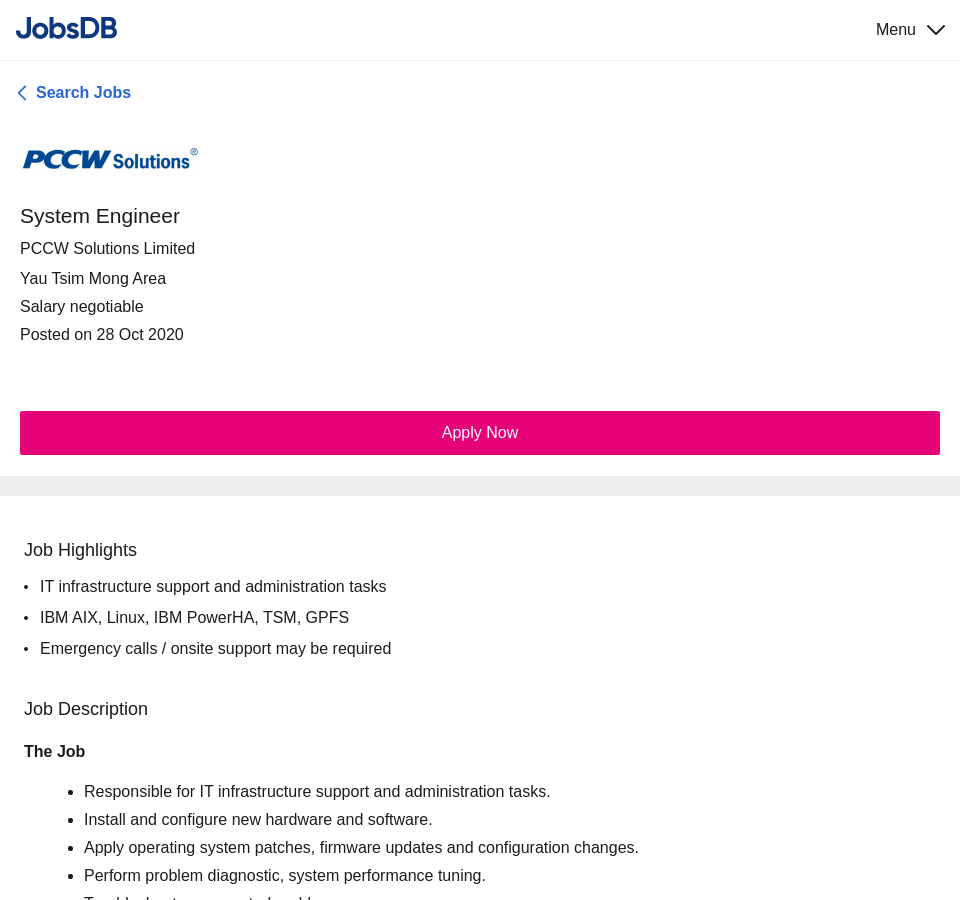 JobsDB
Menu
Search Jobs
PCCW Solutions®
System Engineer
PCCW Solutions Limited
Yau Tsim Mong Area
Salary negotiable
Posted on 28 Oct 2020
Apply Now
Job Highlights
• IT infrastructure support and administration tasks
• IBM AIX, Linux, IBM PowerHA, TSM, GPFS
• Emergency calls / onsite support may be required
Job Description
The Job
• Responsible for IT infrastructure support and administration tasks.
• Install and configure new hardware and software.
• Apply operating system patches, firmware updates and configuration changes.
• Perform problem diagnostic, system performance tuning.